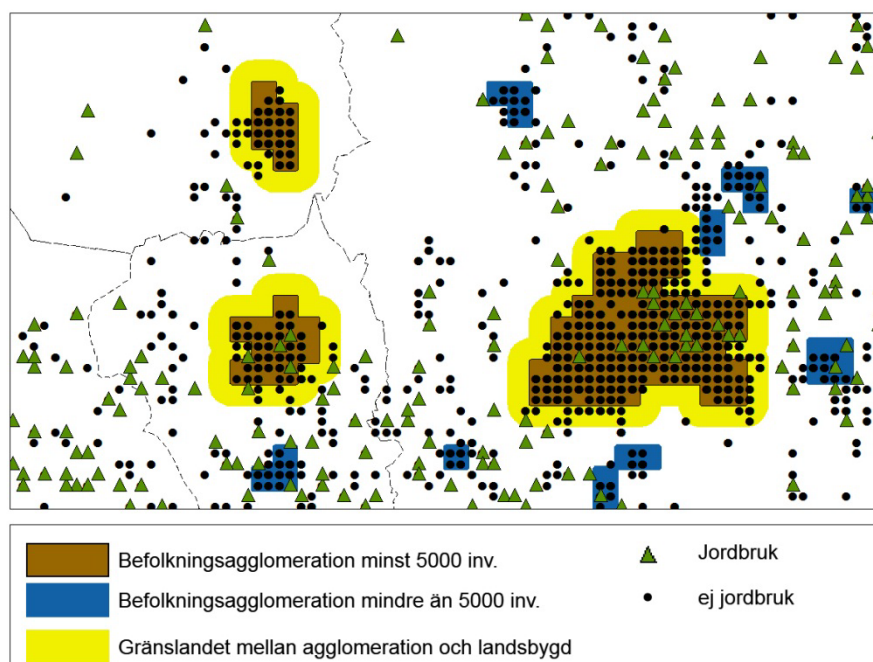 Befolkningsagglomeration minst 5000 inv.
Befolkningsagglomeration mindre än 5000 inv.
Gränslandet mellan agglomeration och landsbygd
Jordbruk
ej jordbruk